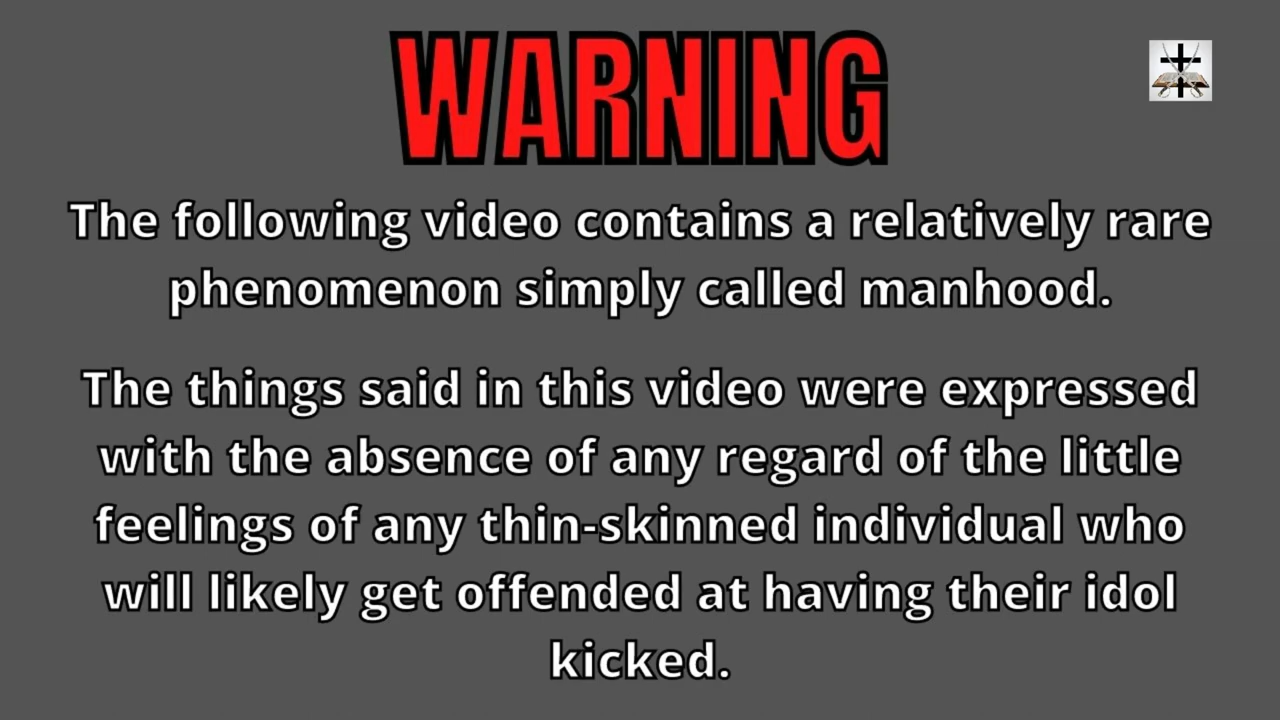 WARNING
The following video contains a relatively rare
phenomenon simply called manhood.
The things said in this video were expressed
with the absence of any regard of the little
feelings of any thin-skinned individual who
will likely get offended at having their idol
kicked.